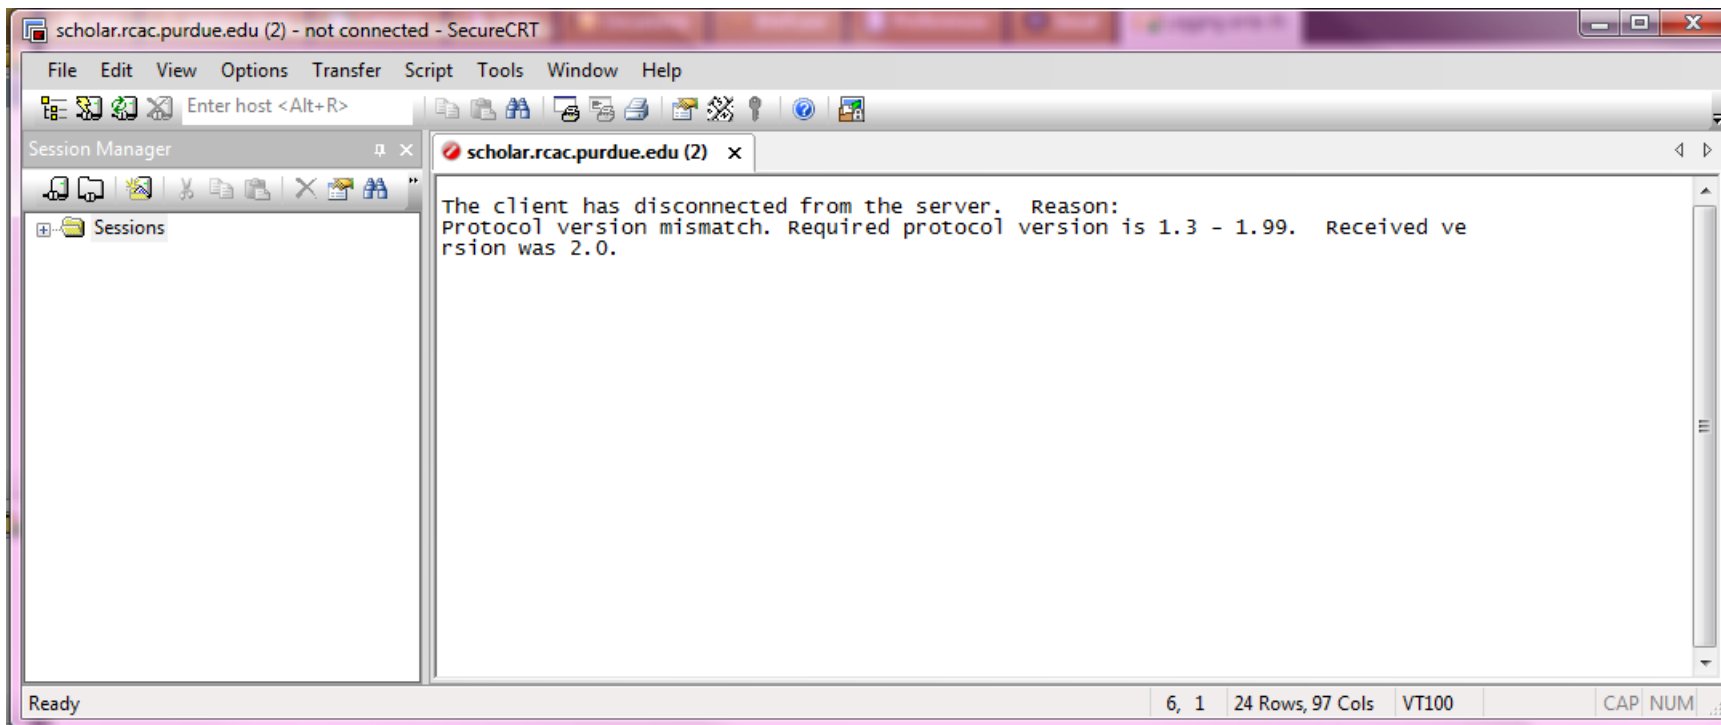 scholar.rcac.purdue.edu (2) - not connected - SecureCRT
File Edit View Options Transfer Script Tools Window Help
Enter host <Alt+R>
Session Manager
scholar.rcac.purdue.edu (2)
The client has disconnected from the server.  Reason:
Protocol version mismatch. Required protocol version is 1.3 - 1.99.  Received ve
rsion was 2.0.
Sessions
Ready
6, 1 24 Rows, 97 Cols VT100 CAP NUM